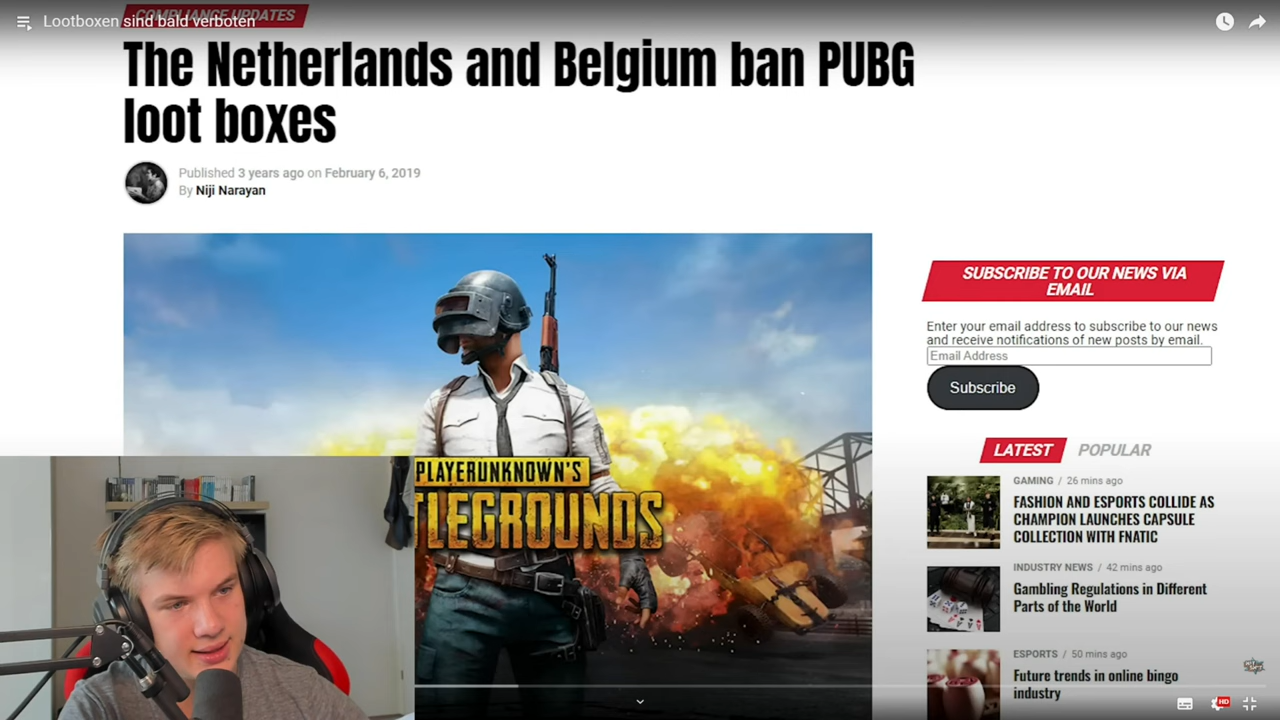 Lootboxen sind bald verboten
COMPLIANCE UPDATES
The Netherlands and Belgium ban PUBG
loot boxes
Published 3 years ago on February 6, 2019
By Niji Narayan
SUBSCRIBE TO OUR NEWS VIA
EMAIL
Enter your email address to subscribe to our news
and receive notifications of new posts by email.
Email Address
Subscribe
LATEST POPULAR
GAMING / 26 mins ago
FASHION AND ESPORTS COLLIDE AS
CHAMPION LAUNCHES CAPSULE
COLLECTION WITH FNATIC
INDUSTRY NEWS / 42 mins ago
Gambling Regulations in Different
Parts of the World
ESPORTS / 50 mins ago
Future trends in online bingo
industry
PLAYERUNKNOWN'S
TLEGROUNDS
HD